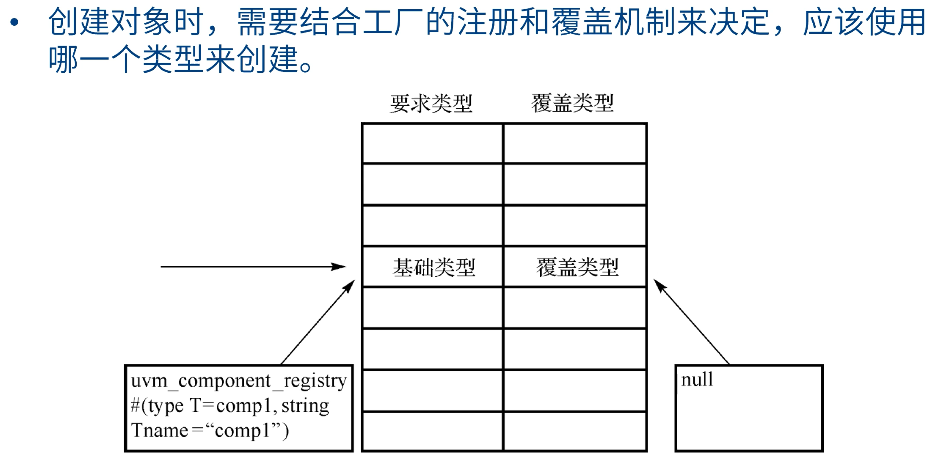 • 创建对象时，需要结合工厂的注册和覆盖机制来决定，应该使用
哪一个类型来创建。
要求类型 覆盖类型
基础类型 覆盖类型
uvm_component_registry
#(type T=comp1, string
Tname=“comp1”)
null